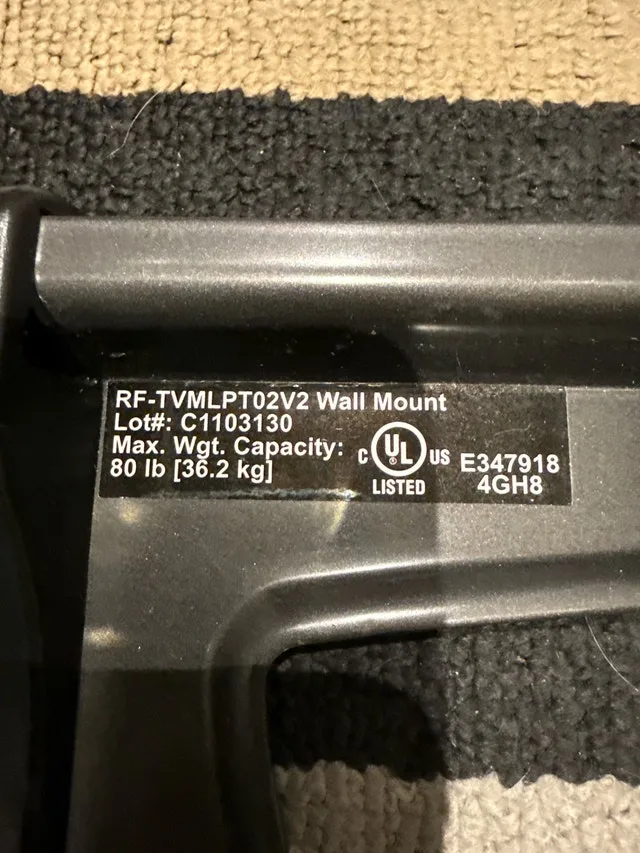 RF-TVMLPT02V2 Wall Mount
Lot#: C1103130
Max. Wgt. Capacity:
80 lb [36.2 kg]
C UL US
LISTED
E347918
4GH8